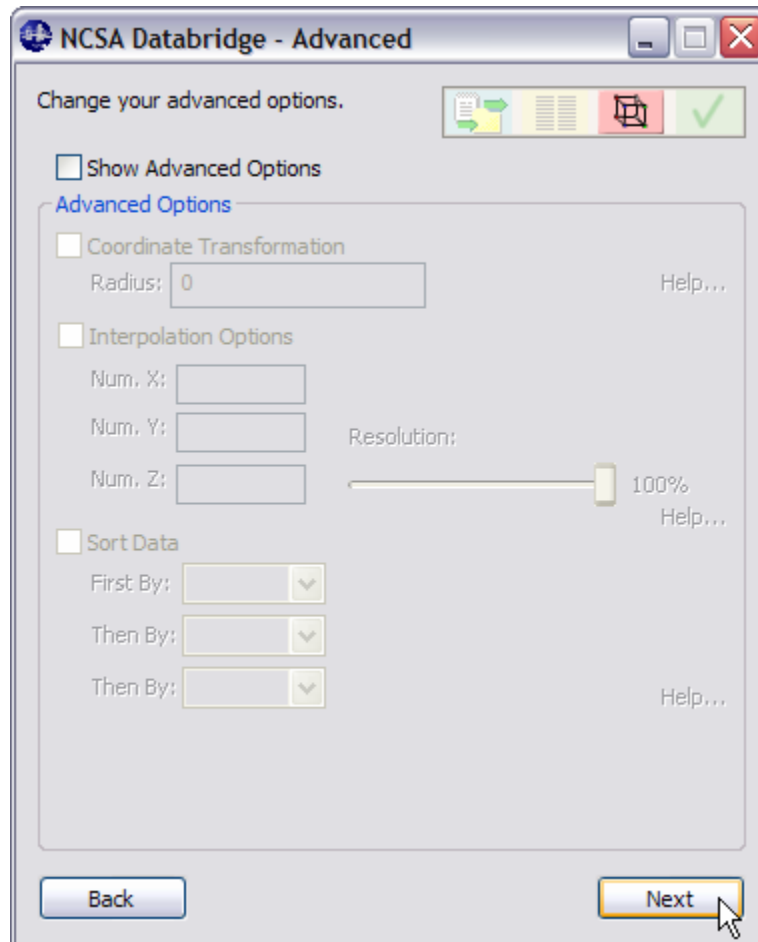 NCSA Databridge - Advanced
Change your advanced options.
Show Advanced Options
Advanced Options
Coordinate Transformation
Radius: 0
Help...
Interpolation Options
Num. X:
Num. Y:
Resolution:
Num. Z:
100%
Help...
Sort Data
First By:
Then By:
Then By:
Help...
Back
Next